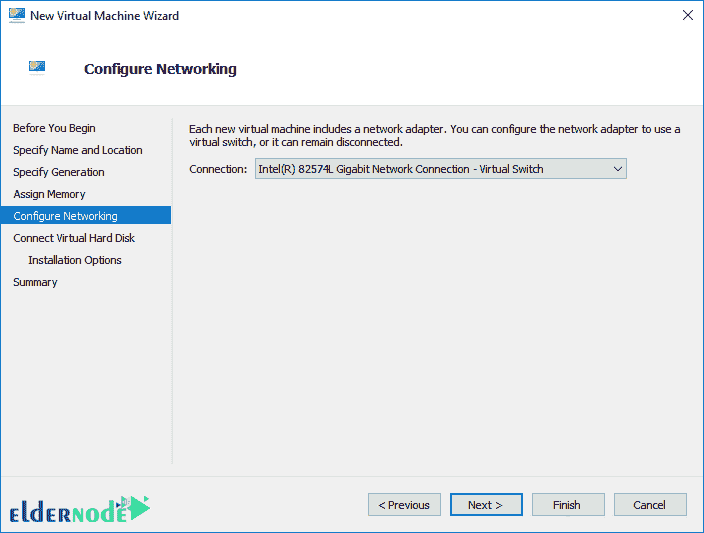 New Virtual Machine Wizard
Configure Networking
Before You Begin
Specify Name and Location
Specify Generation
Assign Memory
Configure Networking
Connect Virtual Hard Disk
Installation Options
Summary
Each new virtual machine includes a network adapter. You can configure the network adapter to use a
virtual switch, or it can remain disconnected.
Connection: Intel(R) 82574L Gigabit Network Connection - Virtual Switch
< Previous Next > Finish Cancel
eldernode